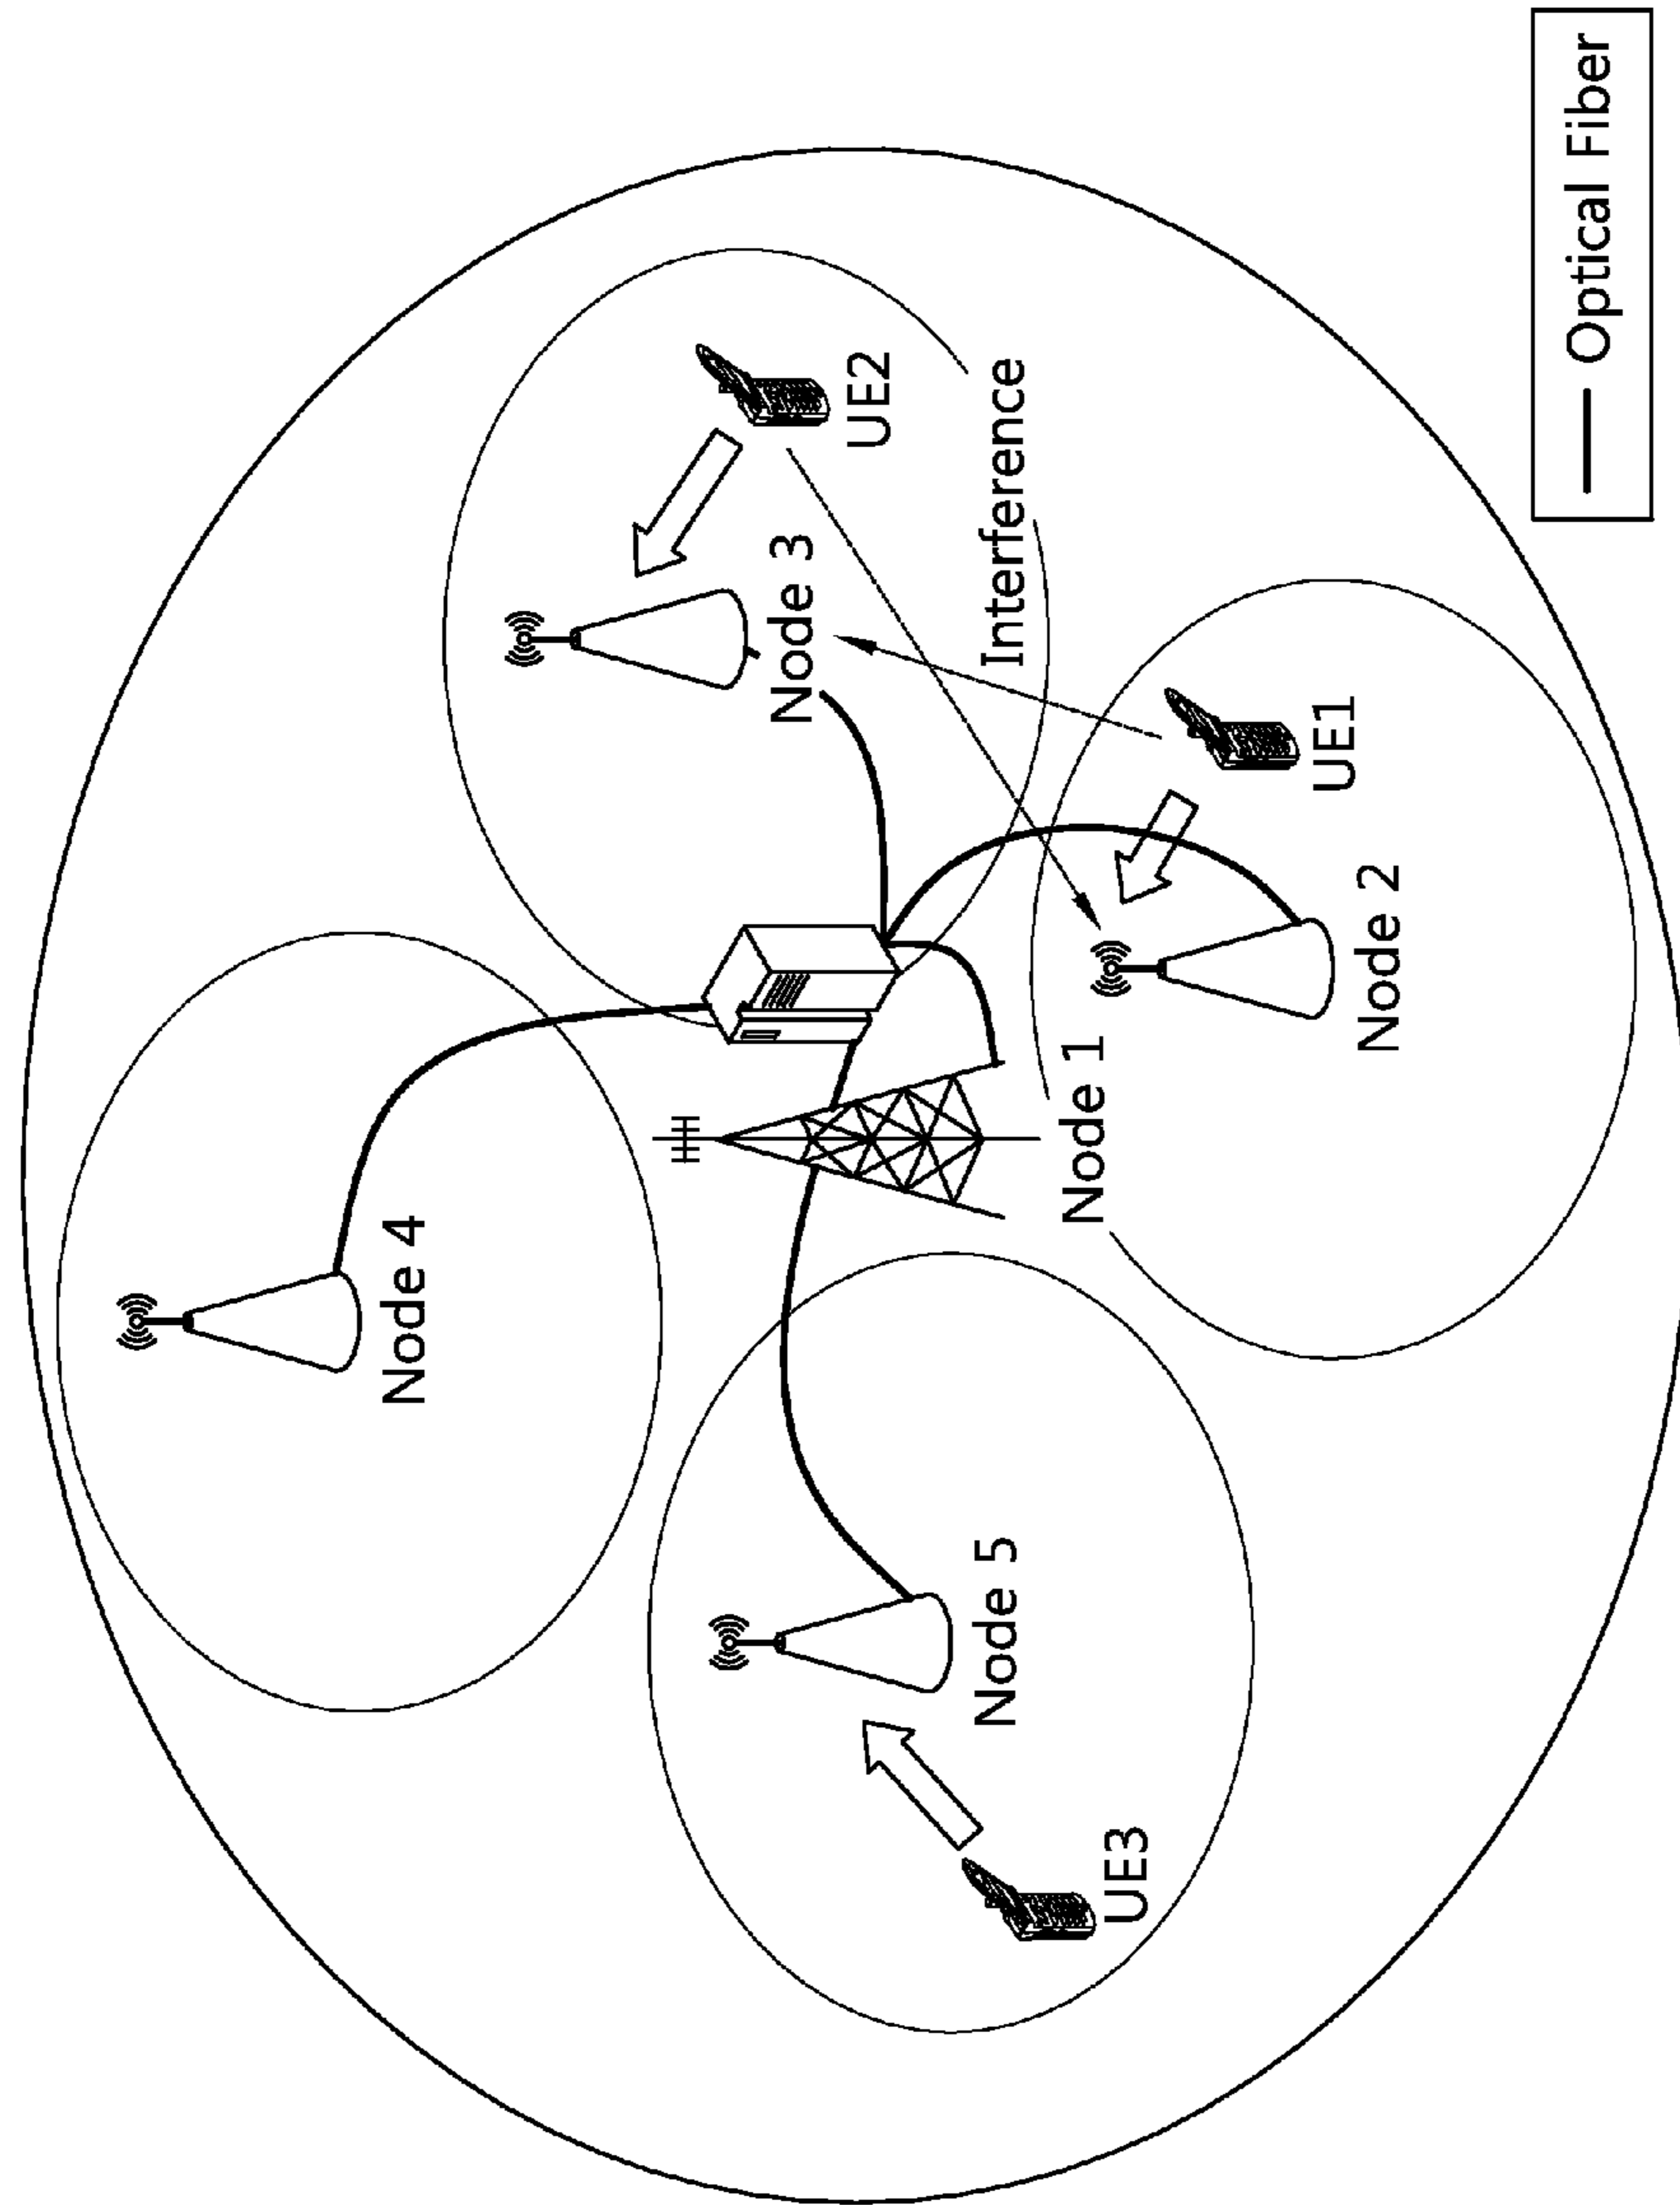 Node 4
Node 3
UE2
Node 5
Node 1
Interference
UE3
Node 2
UE1
Optical Fiber